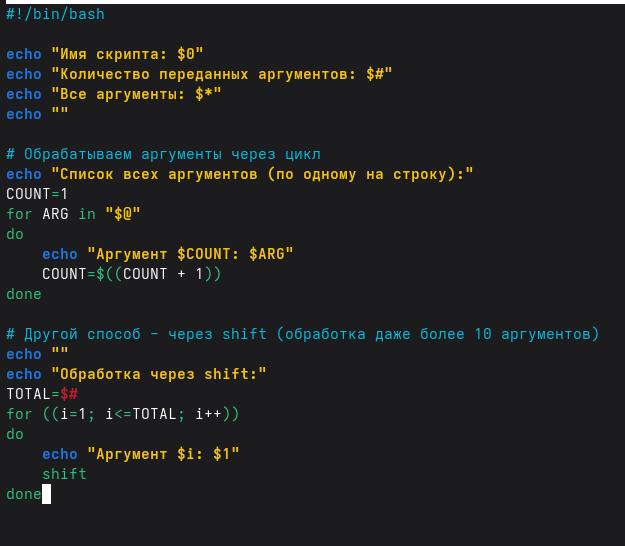 #!/bin/bash
echo "Имя скрипта: $0"
echo "Количество переданных аргументов: $#"
echo "Все аргументы: $*"
echo ""
# Обрабатываем аргументы через цикл
echo "Список всех аргументов (по одному на строку):"
COUNT=1
for ARG in "$@"
do
    echo "Аргумент $COUNT: $ARG"
    COUNT=$((COUNT + 1))
done
# Другой способ - через shift (обработка даже более 10 аргументов)
echo ""
echo "Обработка через shift:"
TOTAL=$#
for ((i=1; i<=TOTAL; i++))
do
    echo "Аргумент $i: $1"
    shift
done